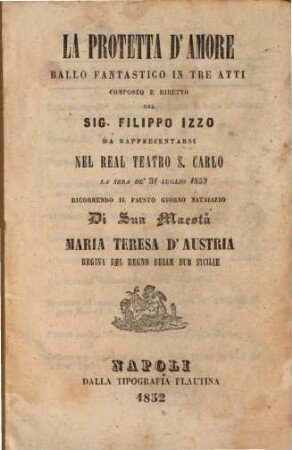 LA PROTETTA D'AMORE
BALLO FANTASTICO IN TRE ATTI
COMPOSTO E DIRETTO
DAL
SIG. FILIPPO IZZO
DA RAPPRESENTARSI
NEL REAL TEATRO S. CARLO
LA SERA DE' 31 LUGLIO 1852
RICORRENDO IL FAUSTO GIORNO NATALIZIO
Di Sua Maestà
MARIA TERESA D'AUSTRIA
REGINA DEL REGNO DELLE DUE SICILIE
NAPOLI
DALLA TIPOGRAFIA FLAUTINA
1852